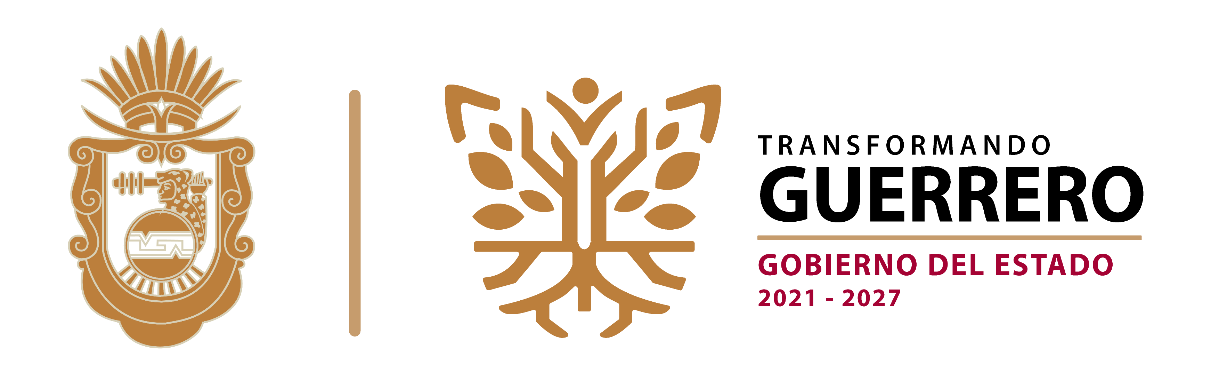 TRANSFORMANDO
GUERRERO
GOBIERNO DEL ESTADO
2021 - 2027